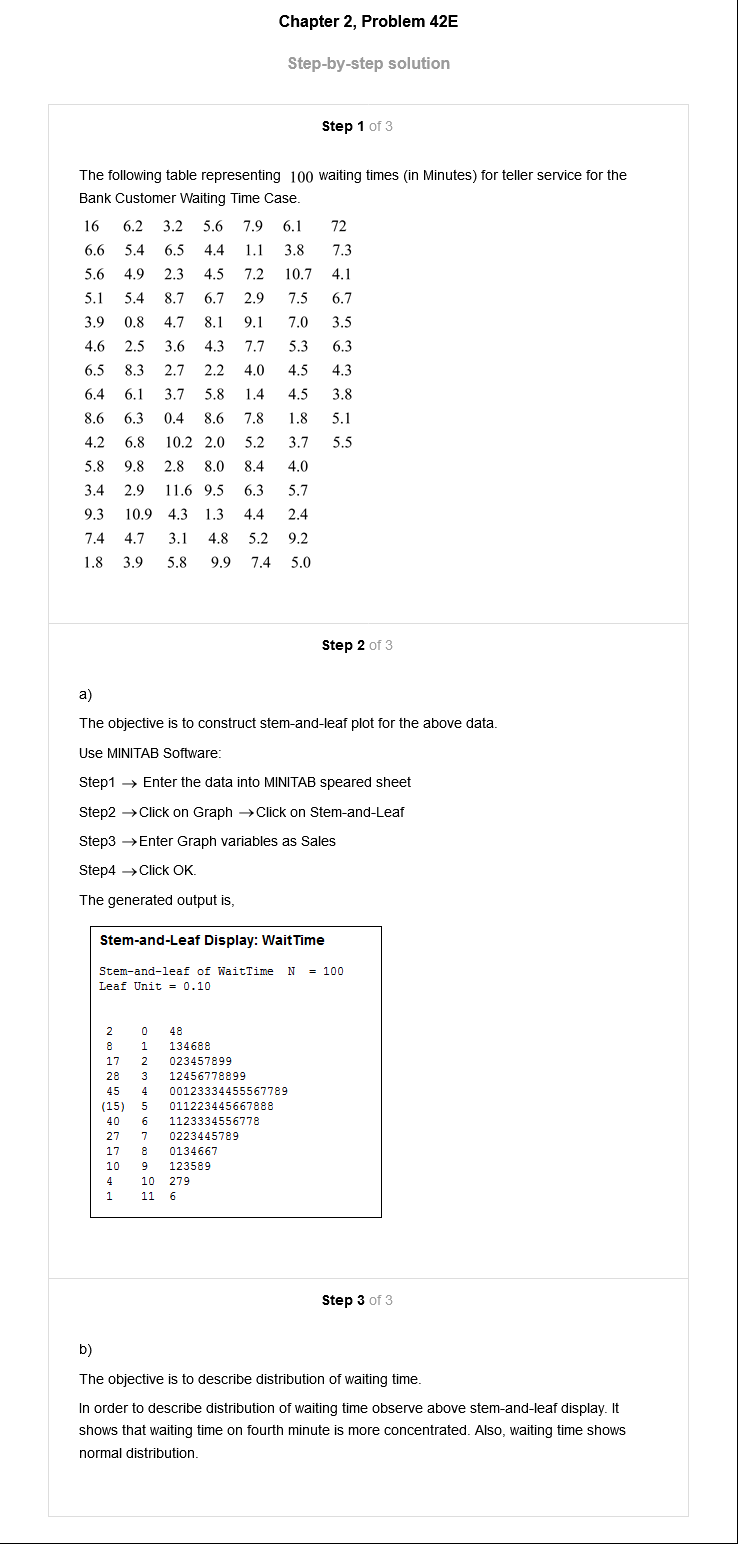 Chapter 2, Problem 42E
Step-by-step solution
Step 1 of 3
The following table representing 100 waiting times (in Minutes) for teller service for the
Bank Customer Waiting Time Case.
16 6.2 3.2 5.6 7.9 6.1 72
6.6 5.4 6.5 4.4 1.1 3.8 7.3
5.6 4.9 2.3 4.5 7.2 10.7 4.1
5.1 5.4 8.7 6.7 2.9 7.5 6.7
3.9 0.8 4.7 8.1 9.1 7.0 3.5
4.6 2.5 3.6 4.3 7.7 5.3 6.3
6.5 8.3 2.7 2.2 4.0 4.5 4.3
6.4 6.1 3.7 5.8 1.4 4.5 3.8
8.6 6.3 0.4 8.6 7.8 1.8 5.1
4.2 6.8 10.2 2.0 5.2 3.7 5.5
5.8 9.8 2.8 8.0 8.4 4.0
3.4 2.9 11.6 9.5 6.3 5.7
9.3 10.9 4.3 1.3 4.4 2.4
7.4 4.7 3.1 4.8 5.2 9.2
1.8 3.9 5.8 9.9 7.4 5.0
Step 2 of 3
a)
The objective is to construct stem-and-leaf plot for the above data.
Use MINITAB Software:
Step1 → Enter the data into MINITAB speared sheet
Step2 →Click on Graph →Click on Stem-and-Leaf
Step3 →Enter Graph variables as Sales
Step4 →Click OK.
The generated output is,
Stem-and-Leaf Display: WaitTime
Stem-and-leaf of WaitTime N = 100
Leaf Unit = 0.10
2 0 48
8 1 134688
17 2 023457899
28 3 12456778899
45 4 00123334455567789
(15) 5 011223445667888
40 6 1123334556778
27 7 0223445789
17 8 0134667
10 9 123589
4 10 279
1 11 6
Step 3 of 3
b)
The objective is to describe distribution of waiting time.
In order to describe distribution of waiting time observe above stem-and-leaf display. It
shows that waiting time on fourth minute is more concentrated. Also, waiting time shows
normal distribution.